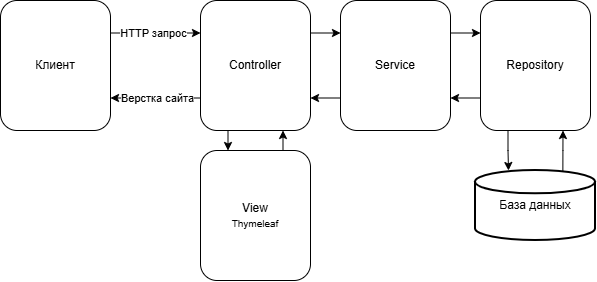 Клиент
HTTP запрос
Верстка сайта
Controller
Service
Repository
View
Thymeleaf
База данных